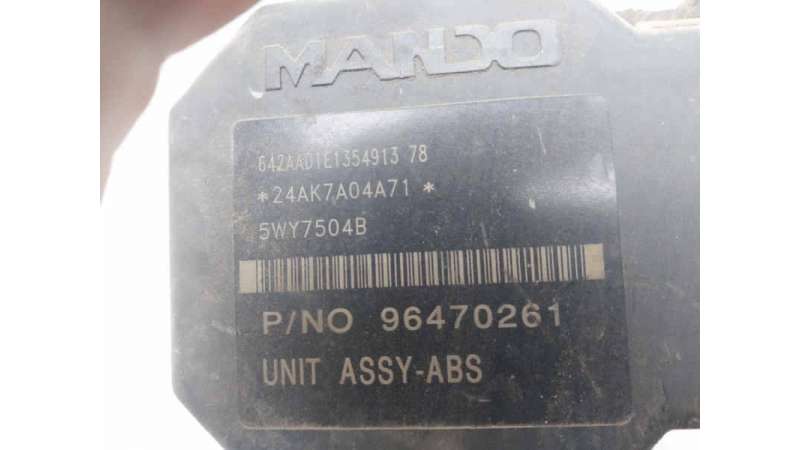 MANDO
642AAD1E1354913 78
*24AK7A04A71 *
5WY7504B
P/NO 96470261
UNIT ASSY-ABS